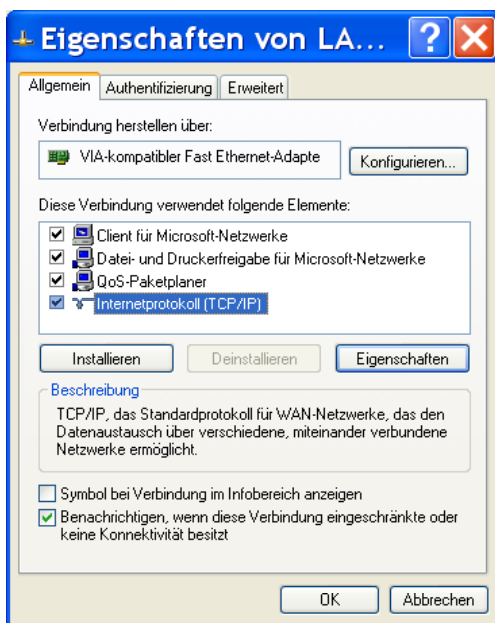 Eigenschaften von LA...
Allgemein Authentifizierung Erweitert
Verbindung herstellen über:
VIA-kompatibler Fast Ethernet-Adapte Konfigurieren...
Diese Verbindung verwendet folgende Elemente:
Client für Microsoft-Netzwerke
Datei- und Druckerfreigabe für Microsoft-Netzwerke
QoS-Paketplaner
Internetprotokoll (TCP/IP)
Installieren Deinstallieren Eigenschaften
Beschreibung
TCP/IP, das Standardprotokoll für WAN-Netzwerke, das den
Datenaustausch über verschiedene, miteinander verbundene
Netzwerke ermöglicht.
Symbol bei Verbindung im Infobereich anzeigen
Benachrichtigen, wenn diese Verbindung eingeschränkte oder
keine Konnektivität besitzt
OK Abbrechen